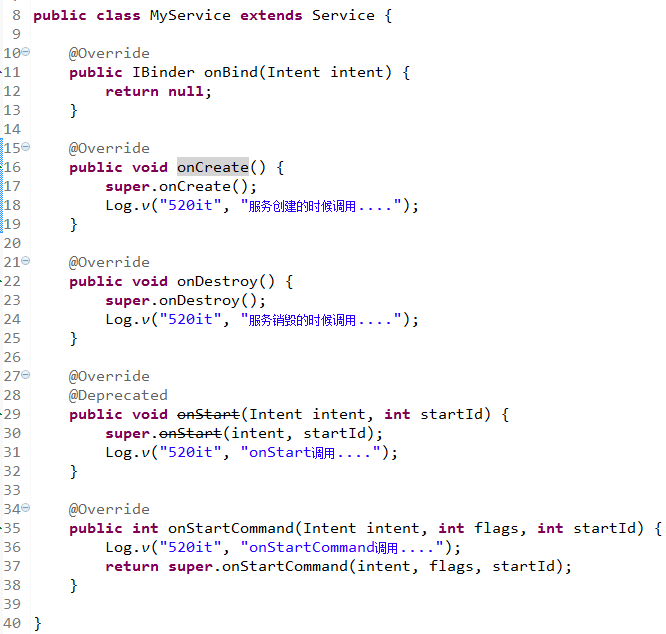 8 public class MyService extends Service {
9
10 @Override
11 public IBinder onBind(Intent intent) {
12 return null;
13 }
14
15 @Override
16 public void onCreate() {
17 super.onCreate();
18 Log.v("520it", "服务创建的时候调用....");
19 }
20
21 @Override
22 public void onDestroy() {
23 super.onDestroy();
24 Log.v("520it", "服务销毁的时候调用....");
25 }
26
27 @Override
28 @Deprecated
29 public void onStart(Intent intent, int startId) {
30 super.onStart(intent, startId);
31 Log.v("520it", "onStart调用....");
32 }
33
34 @Override
35 public int onStartCommand(Intent intent, int flags, int startId) {
36 Log.v("520it", "onStartCommand调用....");
37 return super.onStartCommand(intent, flags, startId);
38 }
39
40 }